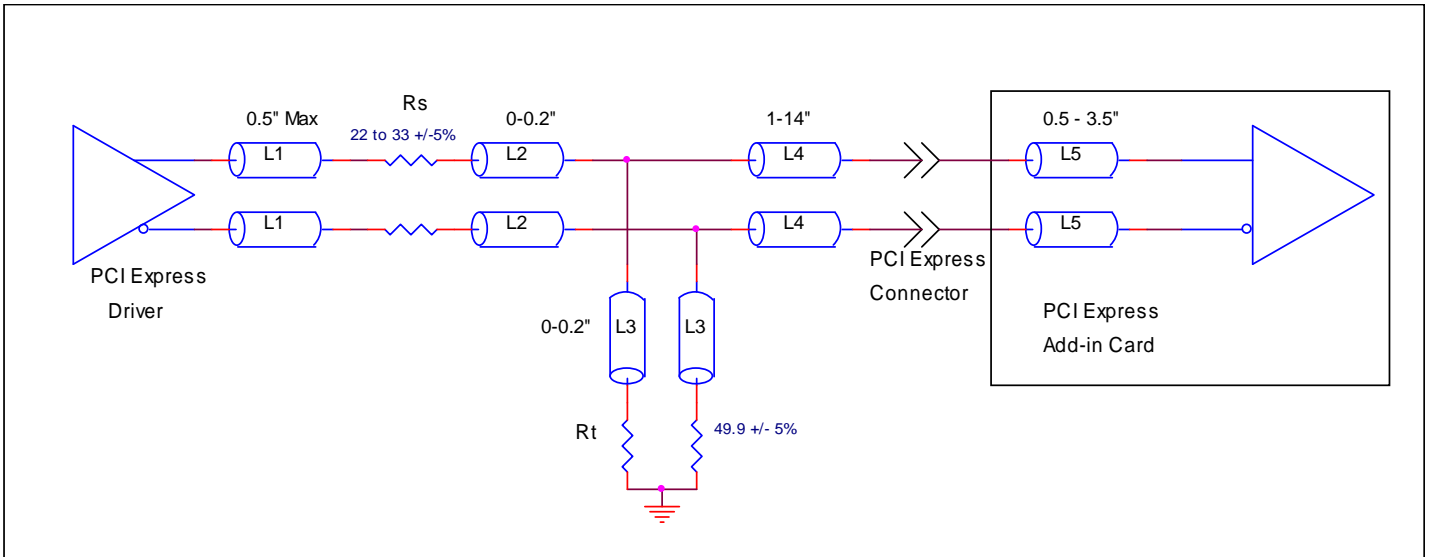 Rs
0.5" Max
22 to 33 +/-5%
0-0.2"
1-14"
0.5 - 3.5"
L1
L2
L4
L5
L1
L2
L4
L5
PCI Express
Driver
PCI Express
Connector
0-0.2"
L3
L3
PCI Express
Add-in Card
Rt
49.9 +/- 5%